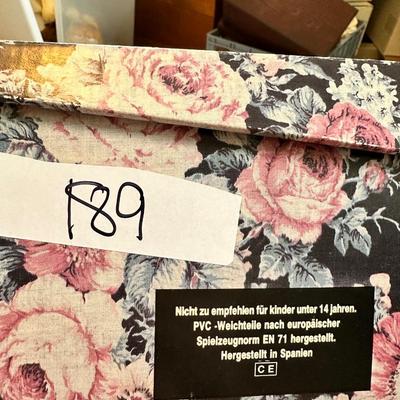 189
Nicht zu empfehlen für kinder unter 14 jahren.
PVC -Weichteile nach europäischer
Spielzeugnorm EN 71 hergestellt.
Hergestellt in Spanien
CE